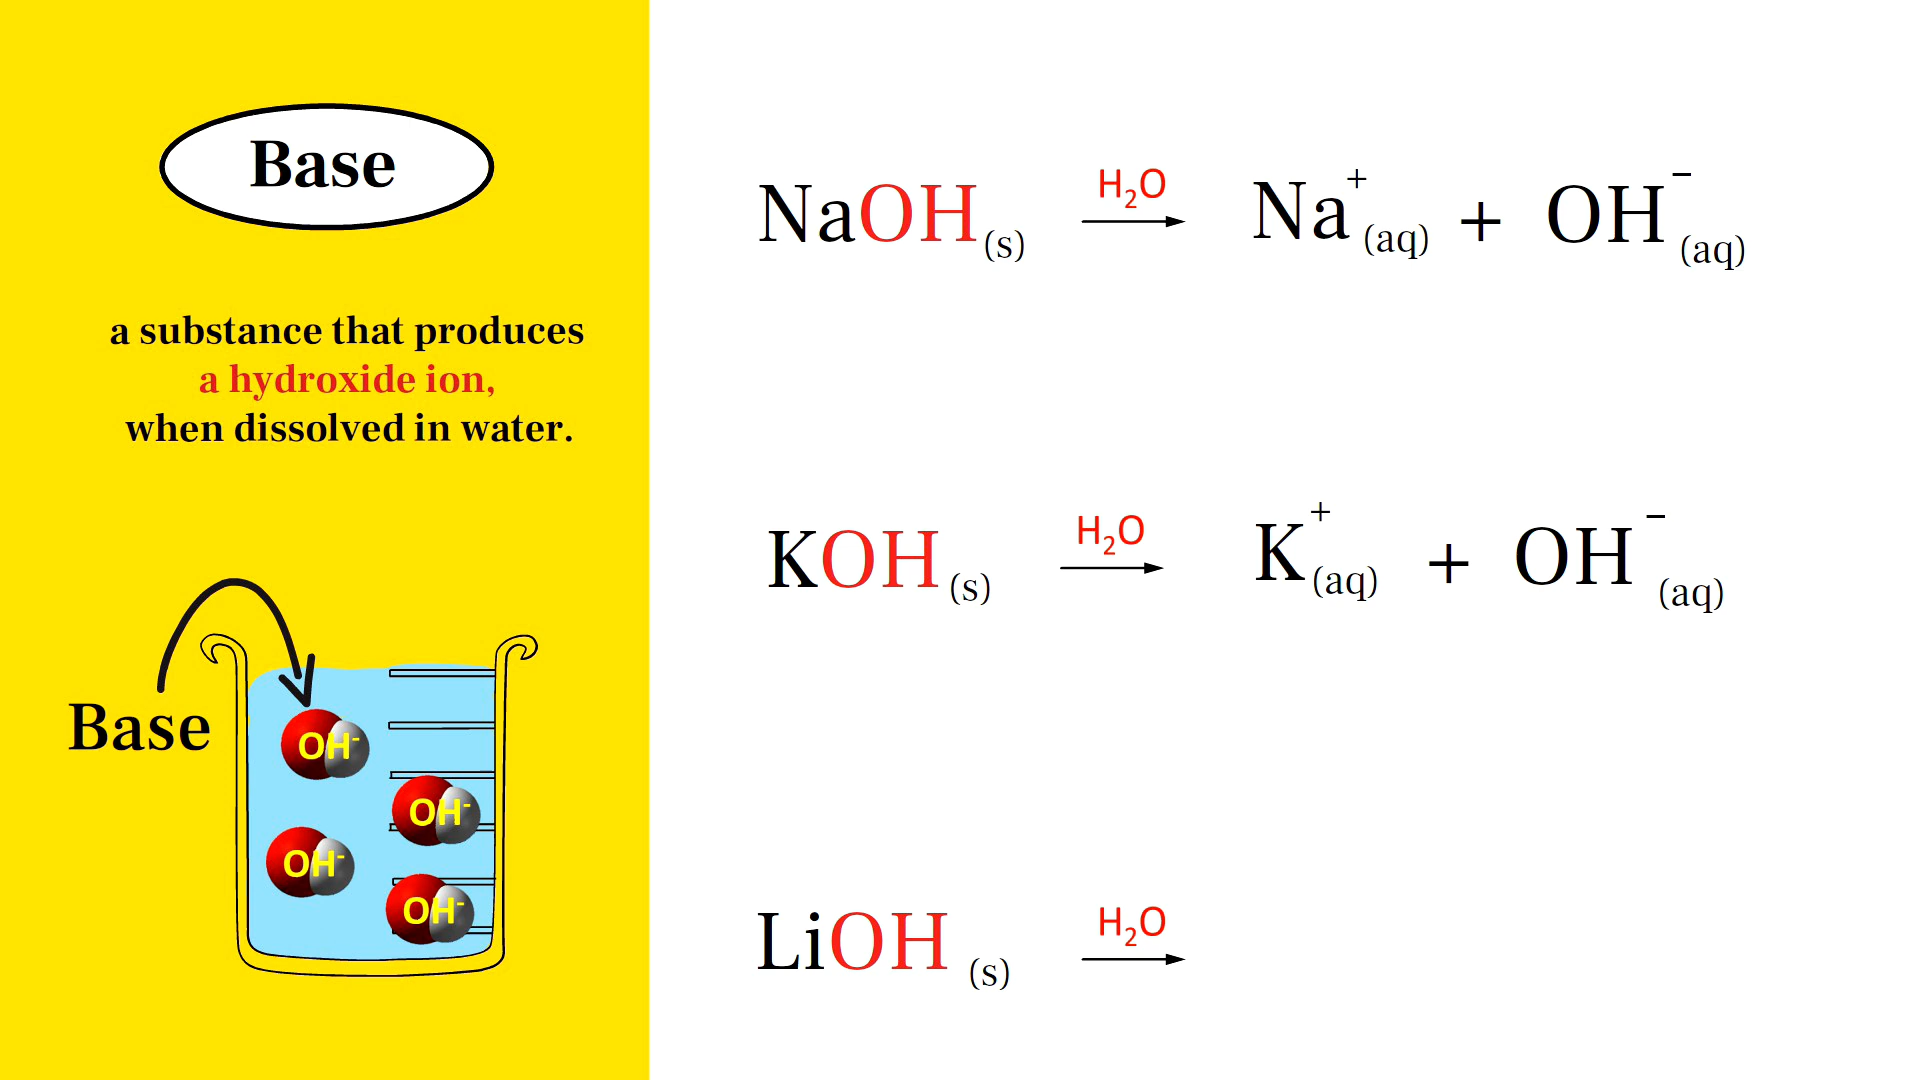 Base
a substance that produces
a hydroxide ion,
when dissolved in water.
Base
OH⁻
OH⁻
OH⁻
OH⁻
NaOH(s) H₂O → Na⁺(aq) + OH⁻(aq)
KOH(s) H₂O → K⁺(aq) + OH⁻(aq)
LiOH(s) H₂O →